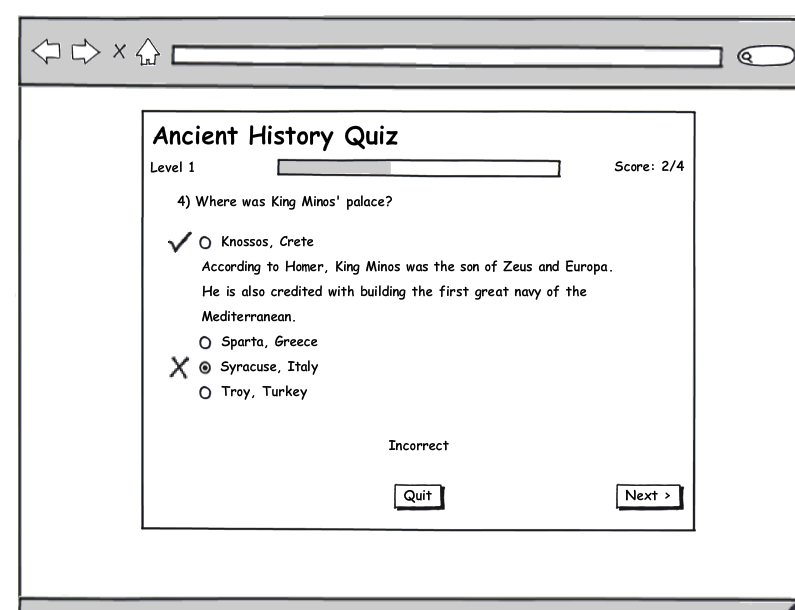 Ancient History Quiz
Level 1
Score: 2/4
4) Where was King Minos' palace?
Knossos, Crete
According to Homer, King Minos was the son of Zeus and Europa.
He is also credited with building the first great navy of the
Mediterranean.
Sparta, Greece
Syracuse, Italy
Troy, Turkey
Incorrect
Quit
Next >